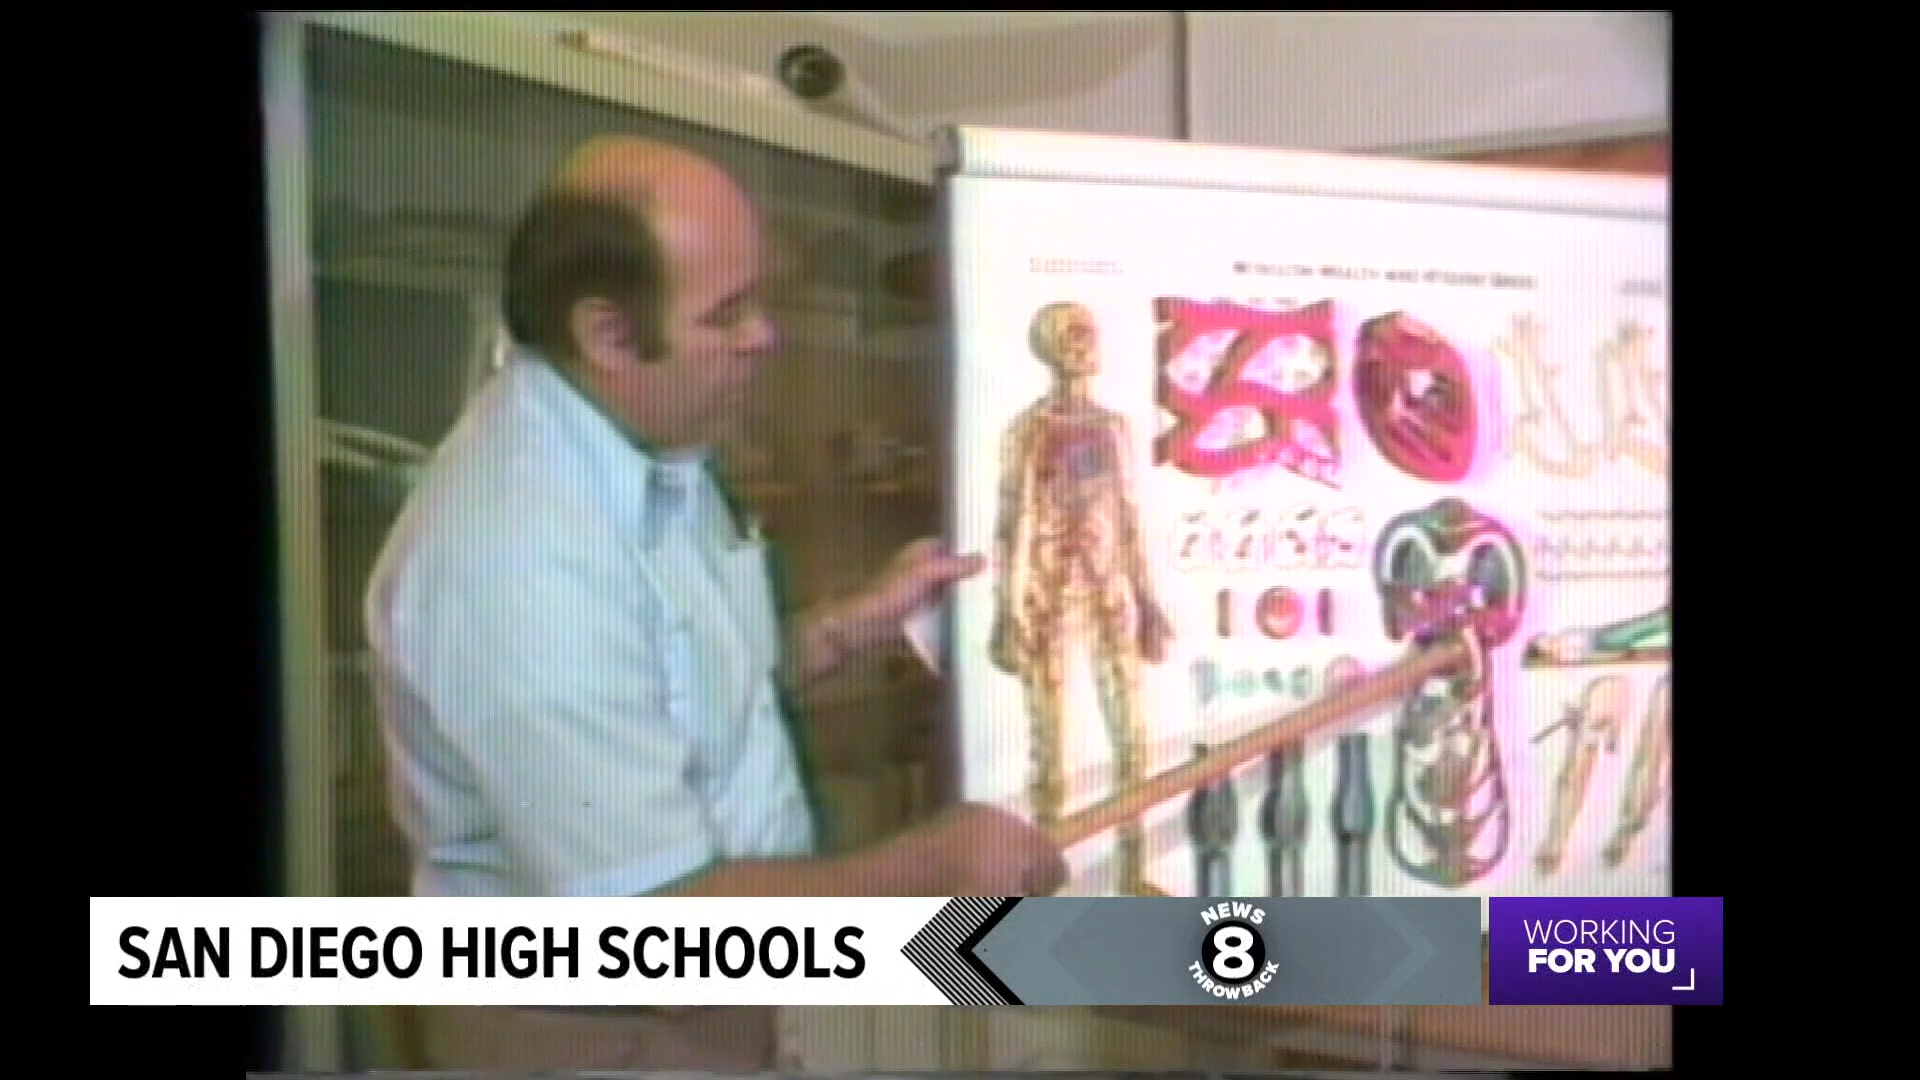 SAN DIEGO HIGH SCHOOLS
NEWS
8
THROWBACK
WORKING
FOR YOU